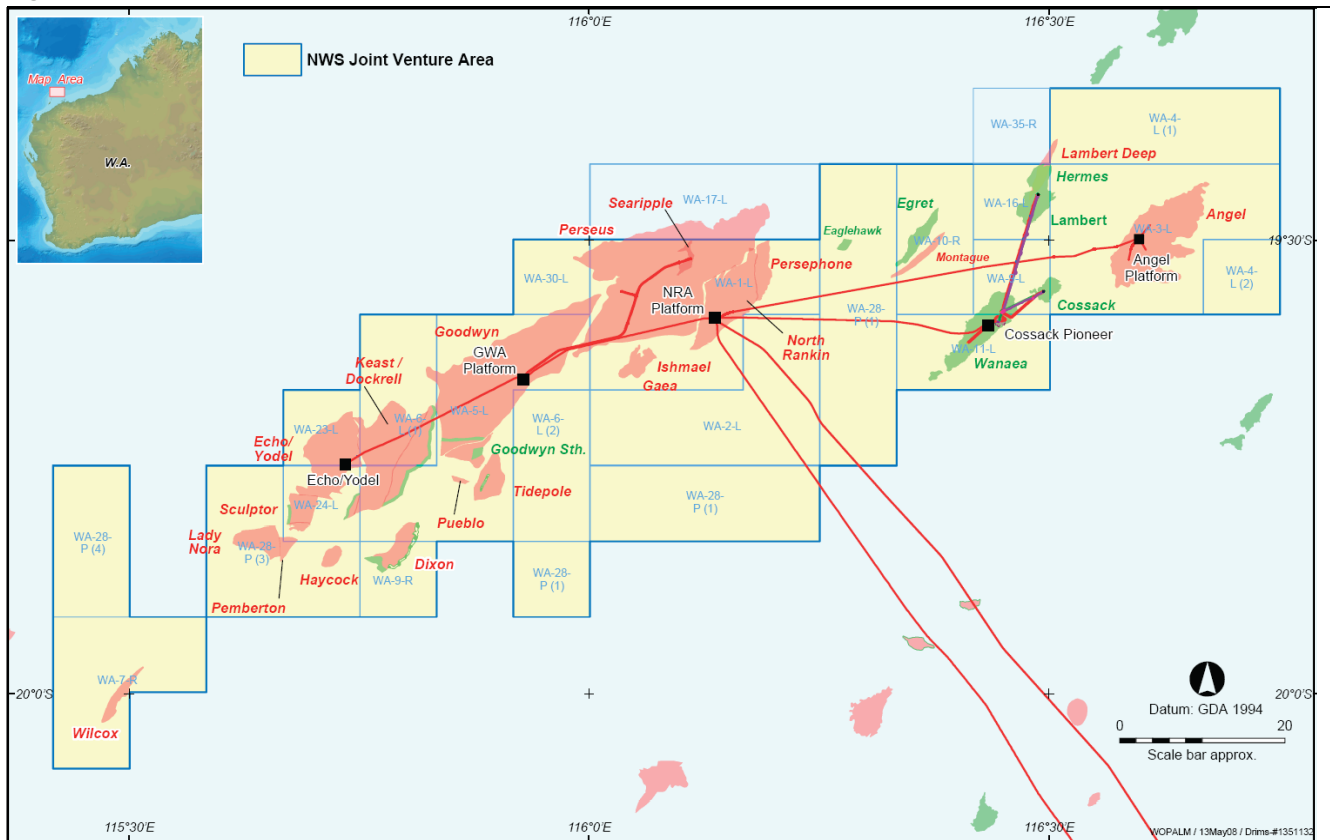 116°0'E
116°30'E
Map Area
W.A.
NWS Joint Venture Area
WA-35-R
WA-4-
L (1)
Lambert Deep
Hermes
WA-17-L
Searipple
Perseus
Egret
WA-16-L
Lambert
Angel
Eaglehawk
WA-10-R
Montague
WA-3-L
19°30'S
Angel
Platform
WA-30-L
NRA
Platform
WA-1-L
Persephone
WA-9-L
WA-4-
L (2)
WA-28-
P (1)
Cossack
Goodwyn
North
Rankin
Cossack Pioneer
WA-11-L
Wanaea
GWA
Platform
Keast /
Dockrell
Ishmael
Gaea
WA-23-L
WA-6
WA-5-L
WA-6-
L (2)
WA-2-L
Echo/
Yodel
Goodwyn Sth.
Echo/Yodel
Tidepole
Sculptor
WA-24-L
Pueblo
WA-28-
P (1)
Lady
Nora
WA-28-
P (4)
WA-28-
P (3)
Haycock
WA-9-R
Dixon
WA-28-
P (1)
Pemberton
WA-7-R
20°0'S
20°0'S
Wilcox
Datum: GDA 1994
0
20
Scale bar approx.
115°30'E
116°0'E
116°30'E
WOPALM / 13May08 / Drims-#1351132